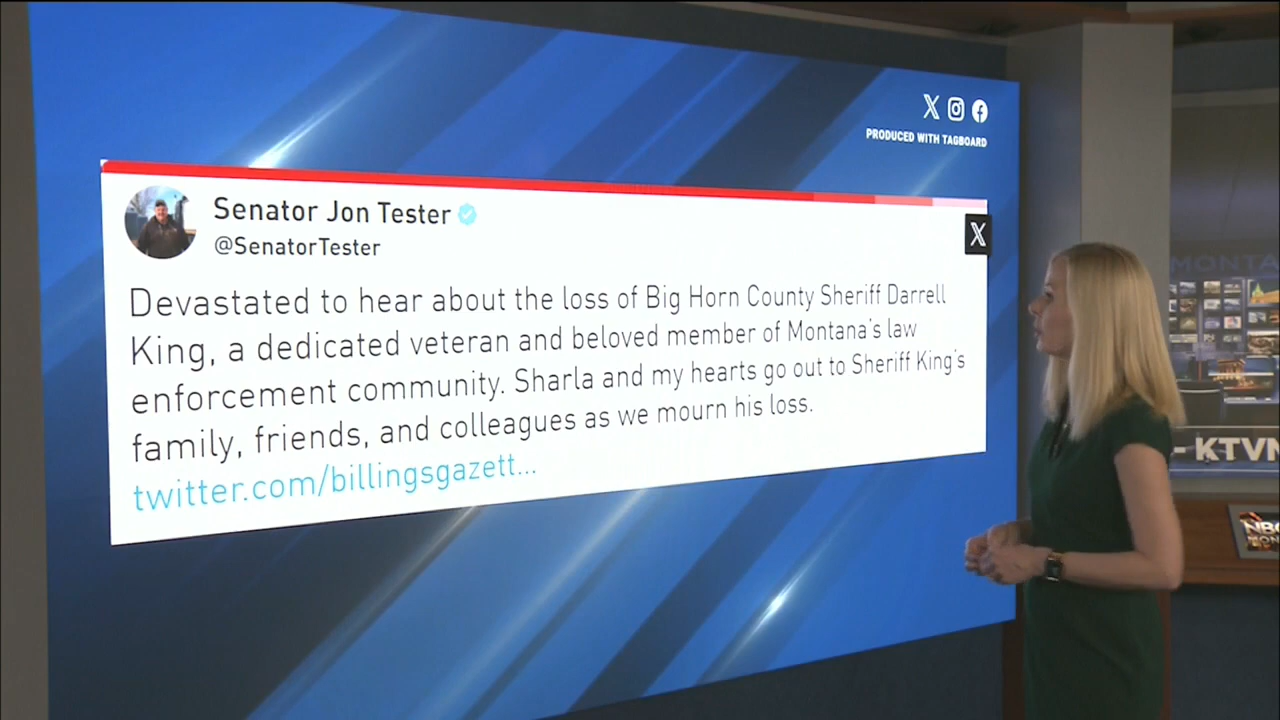 PRODUCED WITH TAGBOARD
Senator Jon Tester
@SenatorTester
Devastated to hear about the loss of Big Horn County Sheriff Darrell
King, a dedicated veteran and beloved member of Montana's law
enforcement community. Sharla and my hearts go out to Sheriff King's
family, friends, and colleagues as we mourn his loss.
twitter.com/billingsgazett...
MONTA
- KTVM
NBC